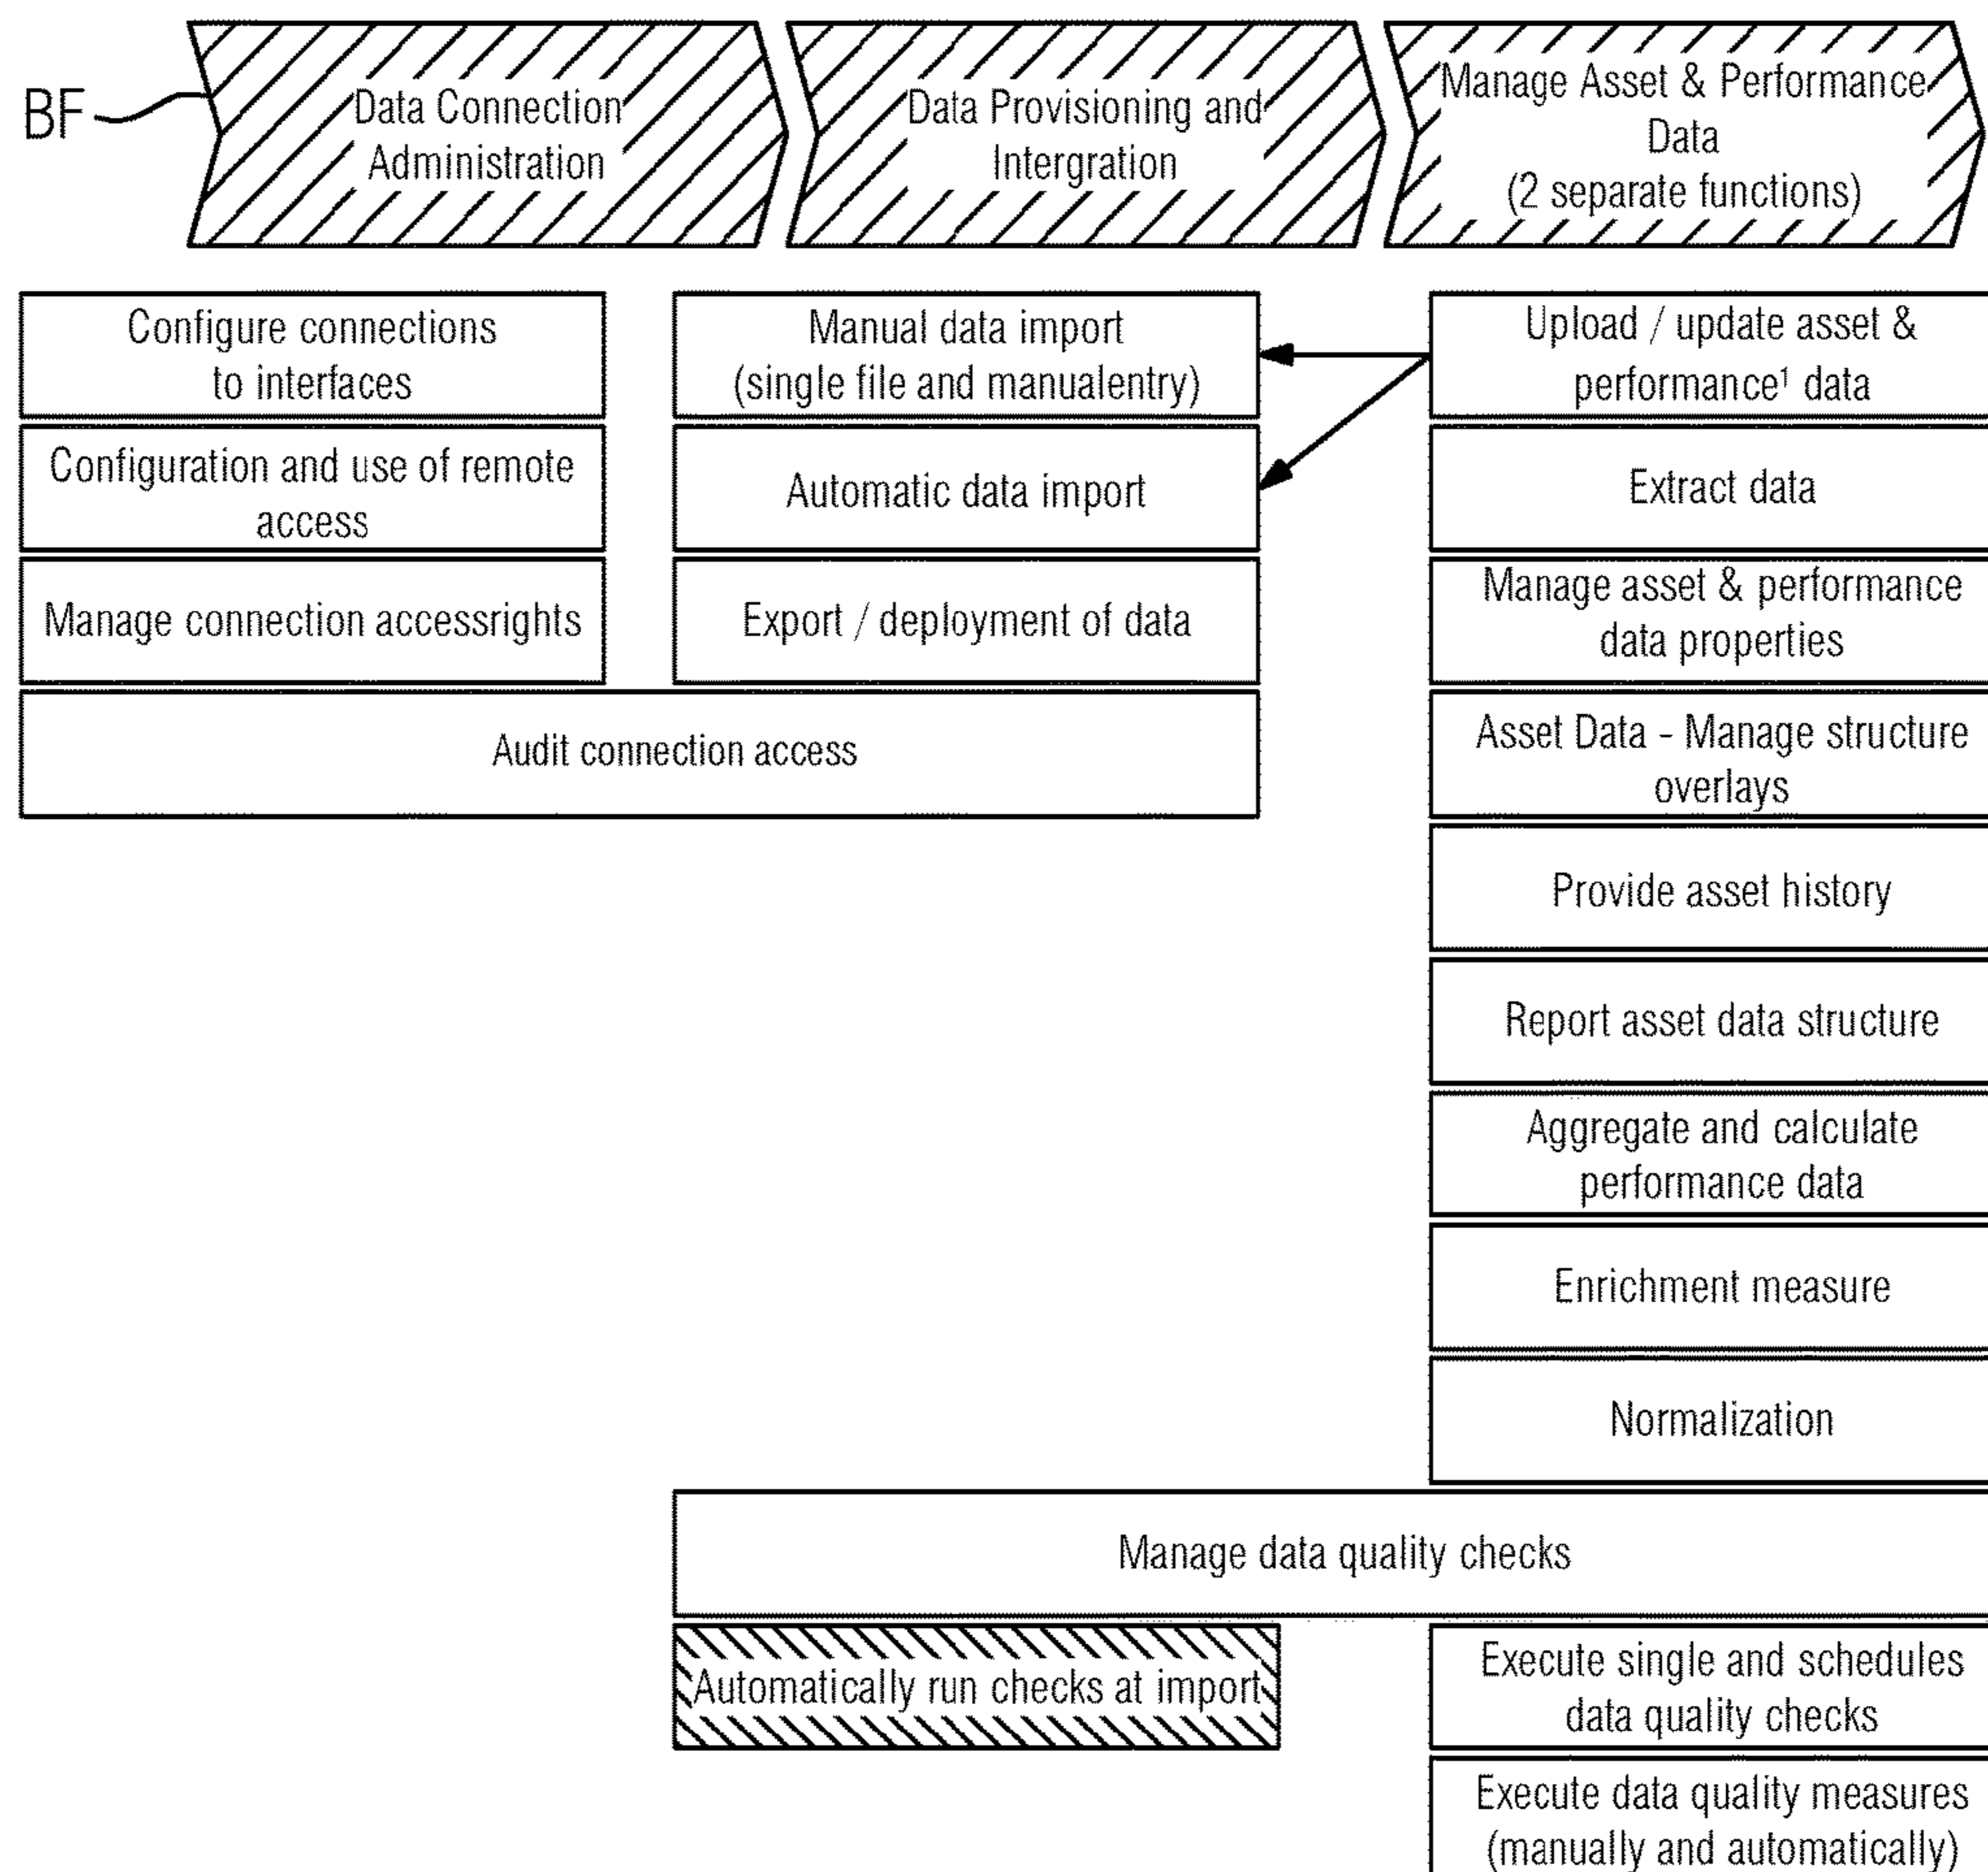 BF
Data Connection
Administration
Data Provisioning and
Intergration
Manage Asset & Performance
Data
(2 separate functions)
Configure connections
to interfaces
Configuration and use of remote
access
Manage connection accessrights
Audit connection access
Manual data import
(single file and manualentry)
Automatic data import
Export / deployment of data
Upload / update asset &
performance¹ data
Extract data
Manage asset & performance
data properties
Asset Data - Manage structure
overlays
Provide asset history
Report asset data structure
Aggregate and calculate
performance data
Enrichment measure
Normalization
Manage data quality checks
Automatically run checks at import
Execute single and schedules
data quality checks
Execute data quality measures
(manually and automatically)